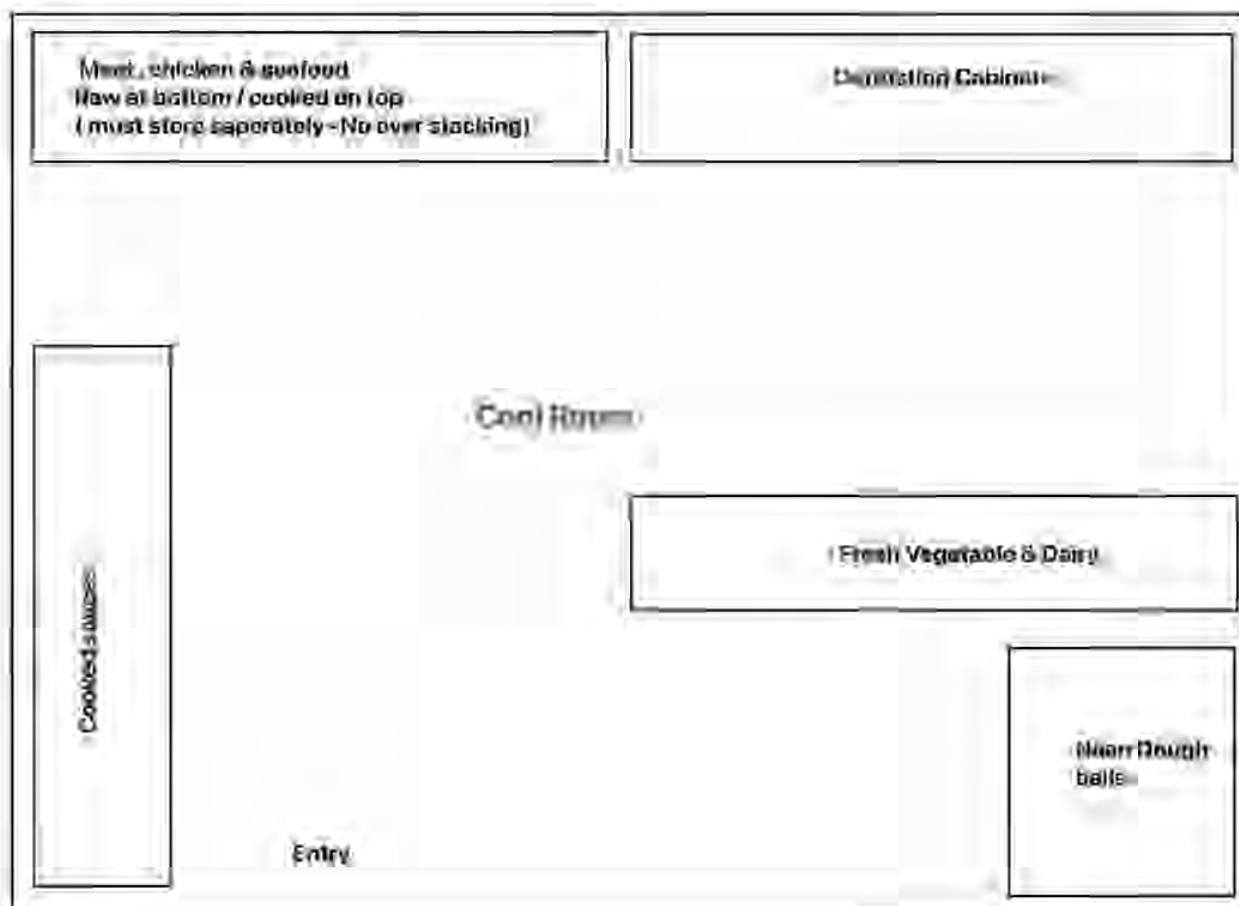 Meat, chicken & seafood
Raw at bottom / cooked on top
( must store saperately - No over stacking)
Cabinet
Cool Room
Fresh Vegetable & Dairy
Cooked sauces
Naan Dough
balls
Entry